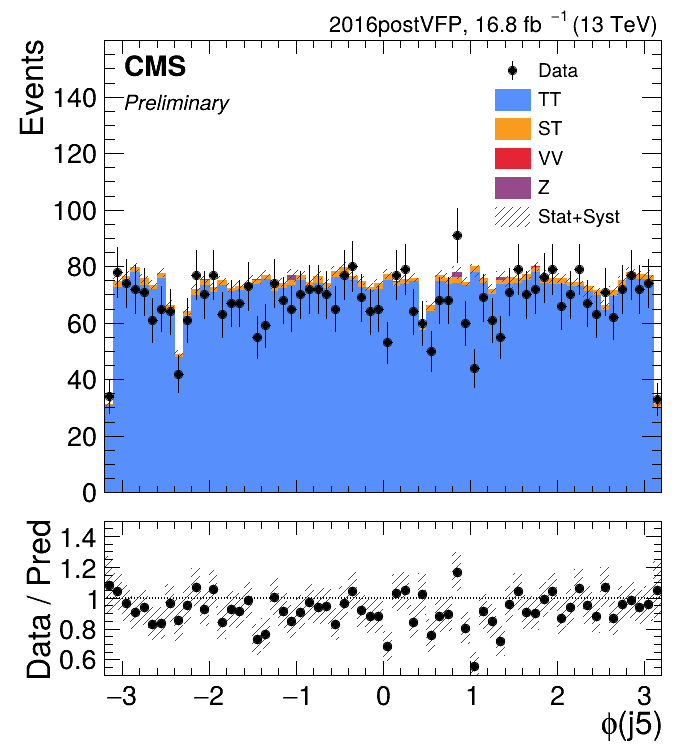 2016postVFP, 16.8 fb⁻¹ (13 TeV)
CMS
Preliminary
Events
140
120
100
80
60
40
20
0
Data
TT
ST
VV
Z
Stat+Syst
Data / Pred
1.4
1.2
1
0.8
0.6
−3
−2
−1
0
1
2
3
ϕ(j5)